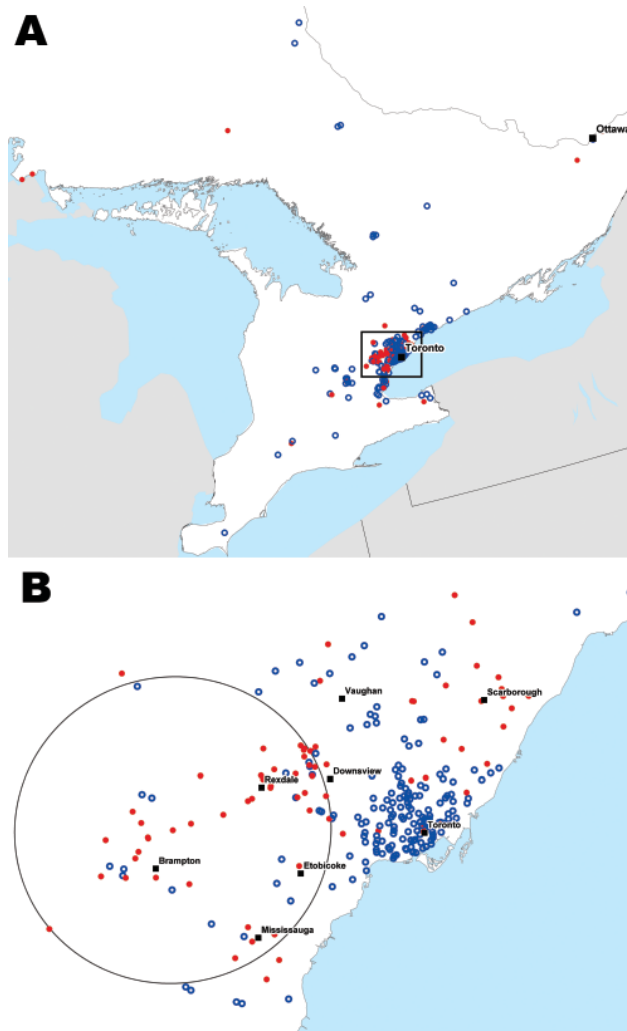 A
Ottawa
Toronto
B
Vaughan
Scarborough
Downsview
Rexdale
Toronto
Brampton
Etobicoke
Mississauga